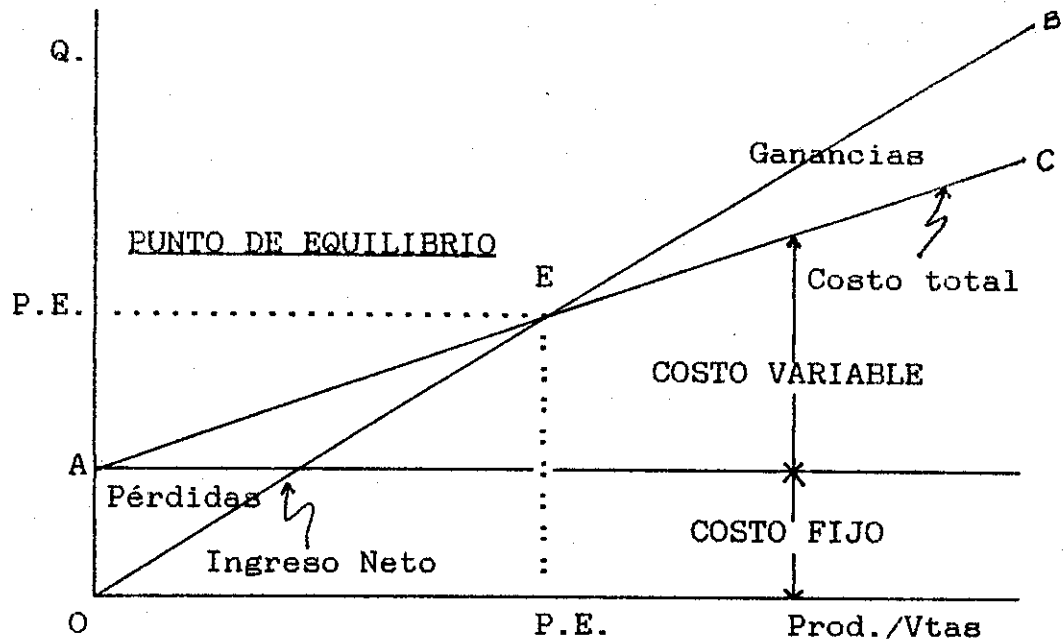 B
Q.
Ganancias
C
PUNTO DE EQUILIBRIO
E
Costo total
P.E.
COSTO VARIABLE
A
Pérdidas
COSTO FIJO
Ingreso Neto
O
P.E.
Prod./Vtas